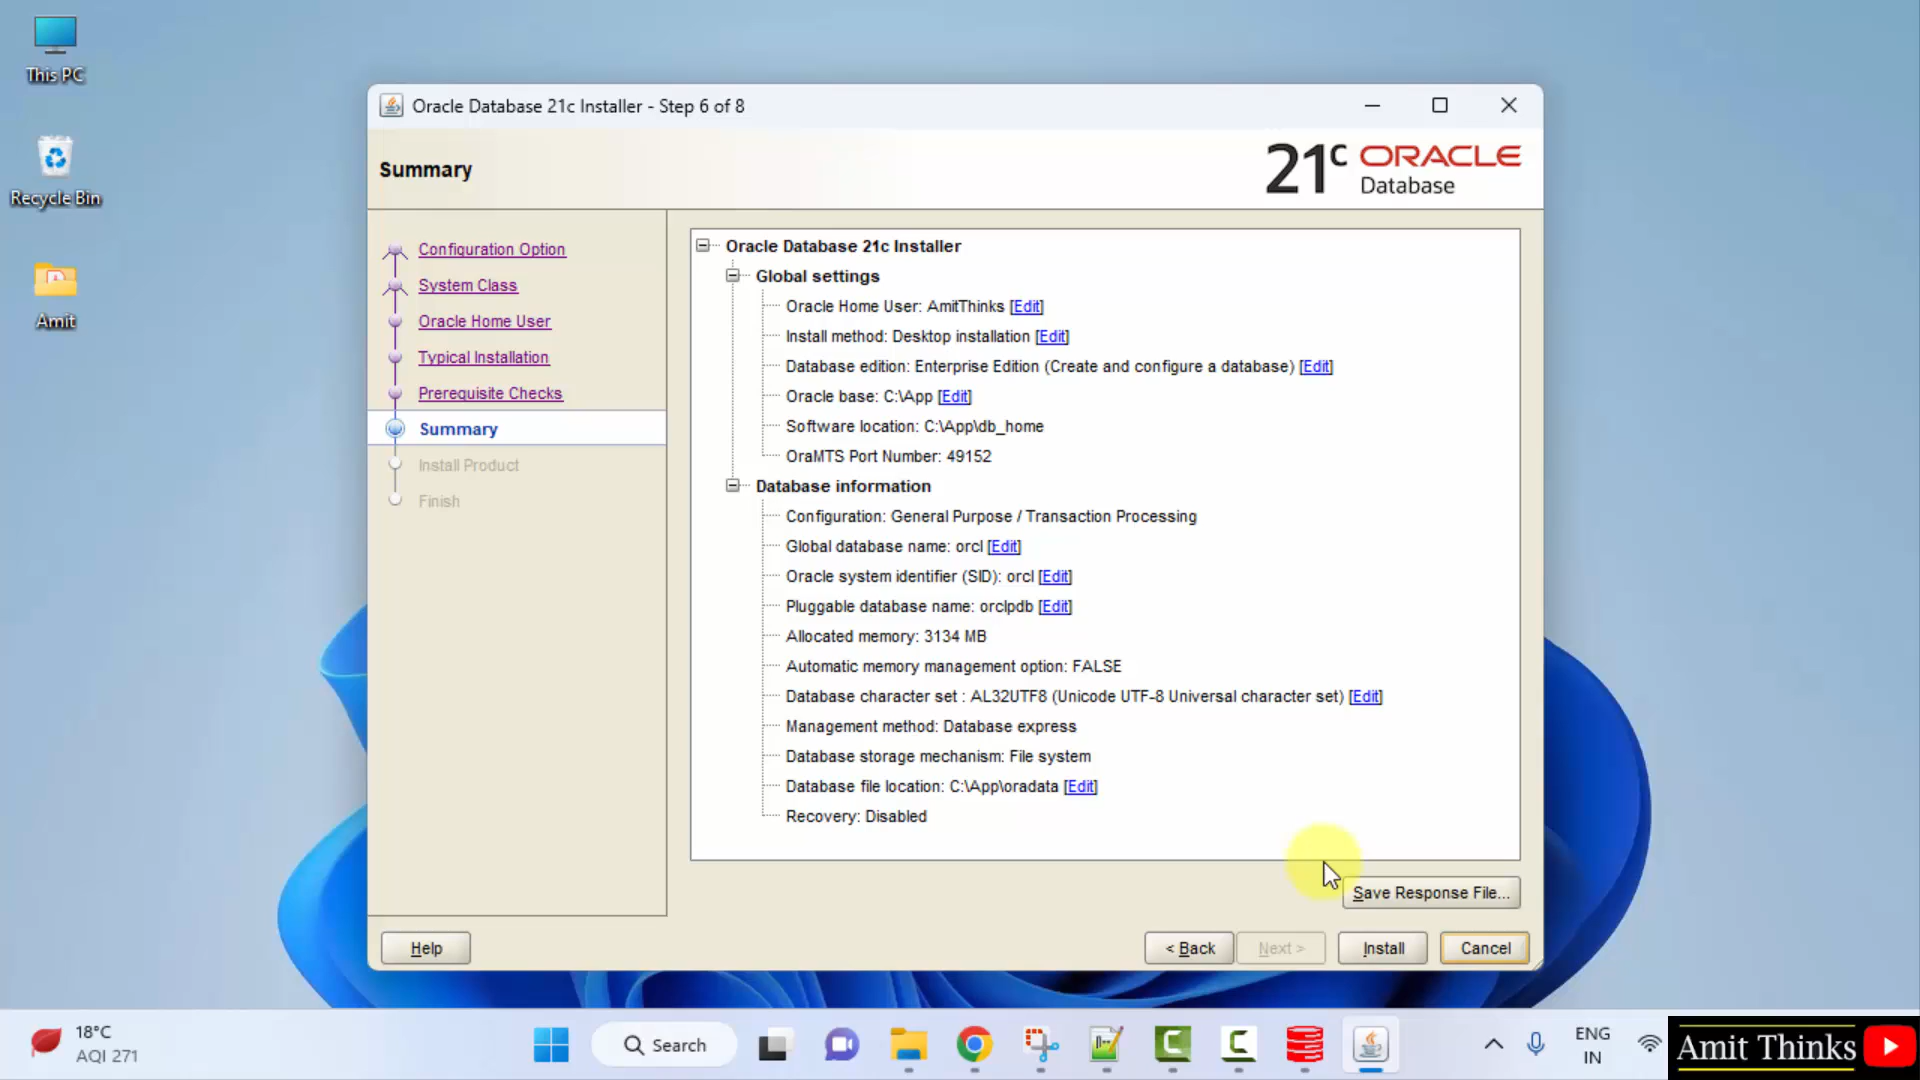 This PC
Recycle Bin
Amit
Oracle Database 21c Installer - Step 6 of 8
Summary
21c ORACLE
Database
Configuration Option
System Class
Oracle Home User
Typical Installation
Prerequisite Checks
Summary
Install Product
Finish
Oracle Database 21c Installer
Global settings
Oracle Home User: AmitThinks [Edit]
Install method: Desktop installation [Edit]
Database edition: Enterprise Edition (Create and configure a database) [Edit]
Oracle base: C:\App [Edit]
Software location: C:\App\db_home
OraMTS Port Number: 49152
Database information
Configuration: General Purpose / Transaction Processing
Global database name: orcl [Edit]
Oracle system identifier (SID): orcl [Edit]
Pluggable database name: orclpdb [Edit]
Allocated memory: 3134 MB
Automatic memory management option: FALSE
Database character set : AL32UTF8 (Unicode UTF-8 Universal character set) [Edit]
Management method: Database express
Database storage mechanism: File system
Database file location: C:\App\oradata [Edit]
Recovery: Disabled
Save Response File...
Help
< Back
Next >
Install
Cancel
18°C
AQI 271
Search
ENG
IN
Amit Thinks